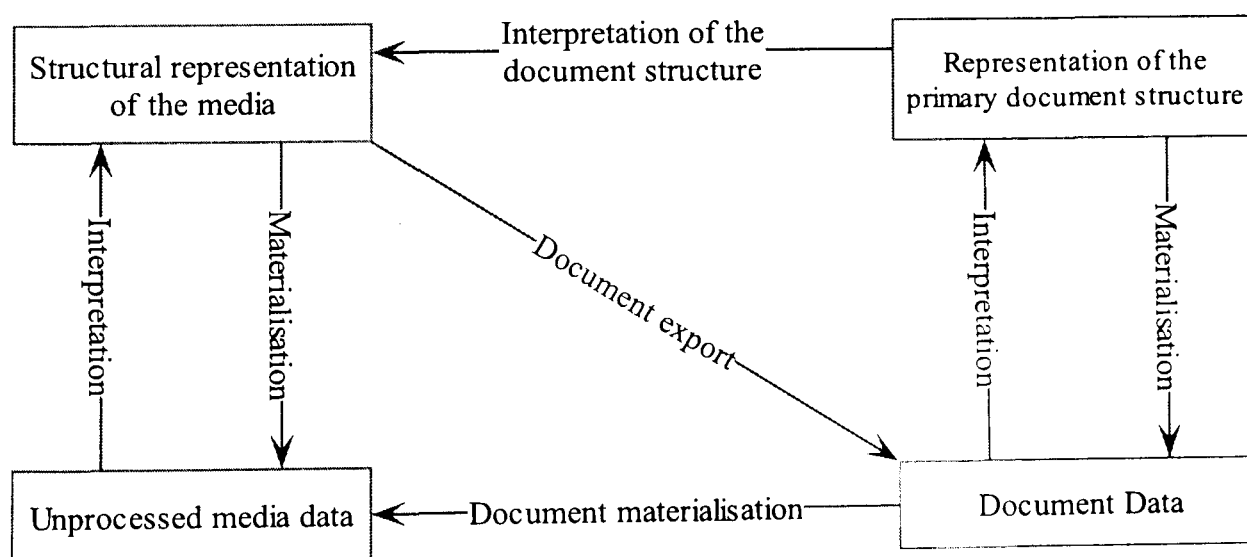 Structural representation
of the media
Interpretation of the
document structure
Representation of the
primary document structure
Interpretation
Materialisation
Document export
Interpretation
Materialisation
Unprocessed media data
Document materialisation
Document Data